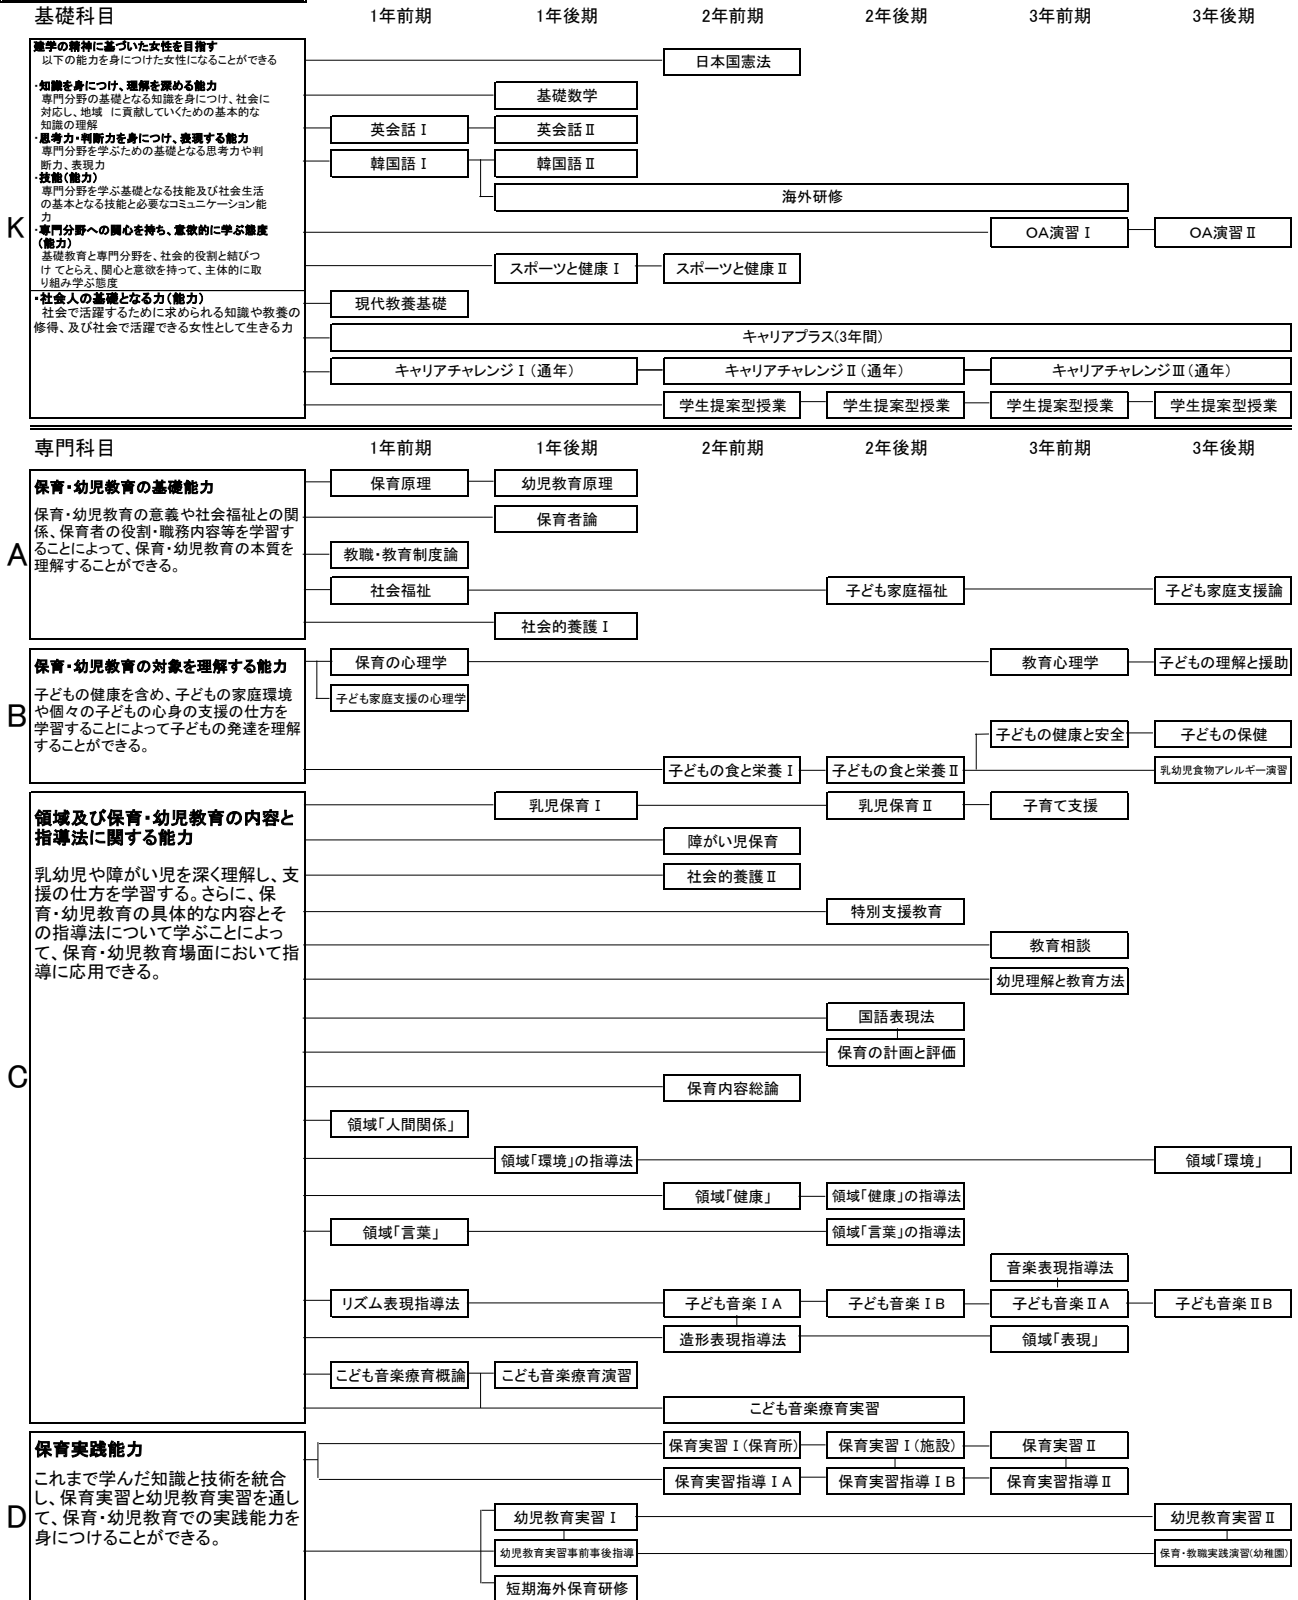 基礎科目 1年前期 1年後期 2年前期 2年後期 3年前期 3年後期
K
建学の精神に基づいた女性を目指す
以下の能力を身につけた女性になることができる
・知識を身につけ、理解を深める能力
専門分野の基礎となる知識を身につけ、社会に
対応し、地域 に貢献していくための基本的な
知識の理解
・思考力・判断力を身につけ、表現する能力
専門分野を学ぶための基礎となる思考力や判
断力、表現力
・技能(能力)
専門分野を学ぶ基礎となる技能及び社会生活
の基本となる技能と必要なコミュニケーション能
力
・専門分野への関心を持ち、意欲的に学ぶ態度
(能力)
基礎教育と専門分野を、社会的役割と結びつ
け てとらえ、関心と意欲を持って、主体的に取
り組み学ぶ態度
・社会人の基礎となる力(能力)
社会で活躍するために求められる知識や教養の
修得、及び社会で活躍できる女性として生きる力
日本国憲法
基礎数学
英会話Ⅰ 英会話Ⅱ
韓国語Ⅰ 韓国語Ⅱ
海外研修
OA演習Ⅰ OA演習Ⅱ
スポーツと健康Ⅰ スポーツと健康Ⅱ
現代教養基礎
キャリアプラス(3年間)
キャリアチャレンジⅠ(通年) キャリアチャレンジⅡ(通年) キャリアチャレンジⅢ(通年)
学生提案型授業 学生提案型授業 学生提案型授業 学生提案型授業
専門科目 1年前期 1年後期 2年前期 2年後期 3年前期 3年後期
A
保育・幼児教育の基礎能力
保育・幼児教育の意義や社会福祉との関
係、保育者の役割・職務内容等を学習す
ることによって、保育・幼児教育の本質を
理解することができる。
保育原理 幼児教育原理
保育者論
教職・教育制度論
社会福祉 子ども家庭福祉 子ども家庭支援論
社会的養護Ⅰ
B
保育・幼児教育の対象を理解する能力
子どもの健康を含め、子どもの家庭環境
や個々の子どもの心身の支援の仕方を
学習することによって子どもの発達を理解
することができる。
保育の心理学 教育心理学 子どもの理解と援助
子ども家庭支援の心理学
子どもの健康と安全 子どもの保健
子どもの食と栄養Ⅰ 子どもの食と栄養Ⅱ 乳幼児食物アレルギー演習
C
領域及び保育・幼児教育の内容と
指導法に関する能力
乳幼児や障がい児を深く理解し、支
援の仕方を学習する。さらに、保
育・幼児教育の具体的な内容とそ
の指導法について学ぶことによっ
て、保育・幼児教育場面において指
導に応用できる。
乳児保育Ⅰ 乳児保育Ⅱ 子育て支援
障がい児保育
社会的養護Ⅱ
特別支援教育
教育相談
幼児理解と教育方法
国語表現法
保育の計画と評価
保育内容総論
領域「人間関係」
領域「環境」の指導法 領域「環境」
領域「健康」 領域「健康」の指導法
領域「言葉」 領域「言葉」の指導法
音楽表現指導法
リズム表現指導法 子ども音楽ⅠA 子ども音楽ⅠB 子ども音楽ⅡA 子ども音楽ⅡB
造形表現指導法 領域「表現」
こども音楽療育概論 こども音楽療育演習
こども音楽療育実習
D
保育実践能力
これまで学んだ知識と技術を統合
し、保育実習と幼児教育実習を通し
て、保育・幼児教育での実践能力を
身につけることができる。
保育実習Ⅰ(保育所) 保育実習Ⅰ(施設) 保育実習Ⅱ
保育実習指導ⅠA 保育実習指導ⅠB 保育実習指導Ⅱ
幼児教育実習Ⅰ 幼児教育実習Ⅱ
幼児教育実習事前事後指導 保育・教職実践演習(幼稚園)
短期海外保育研修